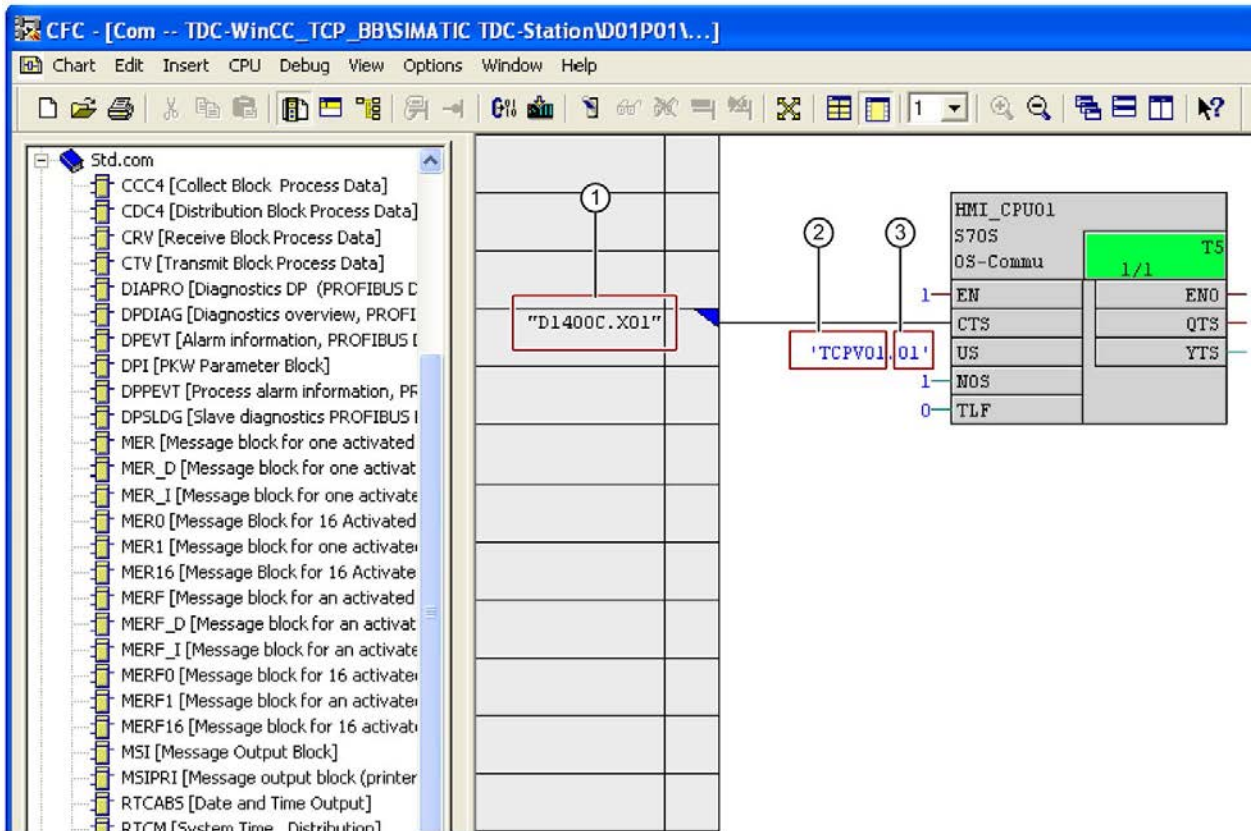 CFC - [Com -- TDC-WinCC_TCP_BB\SIMATIC TDC-Station\D01P01\...]
Chart Edit Insert CPU Debug View Options Window Help
1
Std.com
CCC4 [Collect Block Process Data]
CDC4 [Distribution Block Process Data]
CRV [Receive Block Process Data]
CTV [Transmit Block Process Data]
DIAPRO [Diagnostics DP (PROFIBUS D
DPDIAG [Diagnostics overview, PROFI
DPEVT [Alarm information, PROFIBUS
DPI [PKW Parameter Block]
DPPEVT [Process alarm information, PR
DPSLDG [Slave diagnostics PROFIBUS
MER [Message block for one activated
MER_D [Message block for one activat
MER_I [Message block for one activate
MER0 [Message Block for 16 Activated
MER1 [Message block for one activate
MER16 [Message Block for 16 Activate
MERF [Message block for an activated
MERF_D [Message block for an activat
MERF_I [Message block for an activate
MERF0 [Message block for 16 activate
MERF1 [Message block for an activate
MERF16 [Message block for 16 activat
MSI [Message Output Block]
MSIPRI [Message output block (printer
RTCABS [Date and Time Output]
RTCM [System Time Distribution]
1
"D1400C.X01"
2
3
'TCPV01.01'
HMI_CPU01
S7OS
OS-Commu
T5
1/1
1 EN ENO
CTS QTS
US YTS
1 NOS
0 TLF